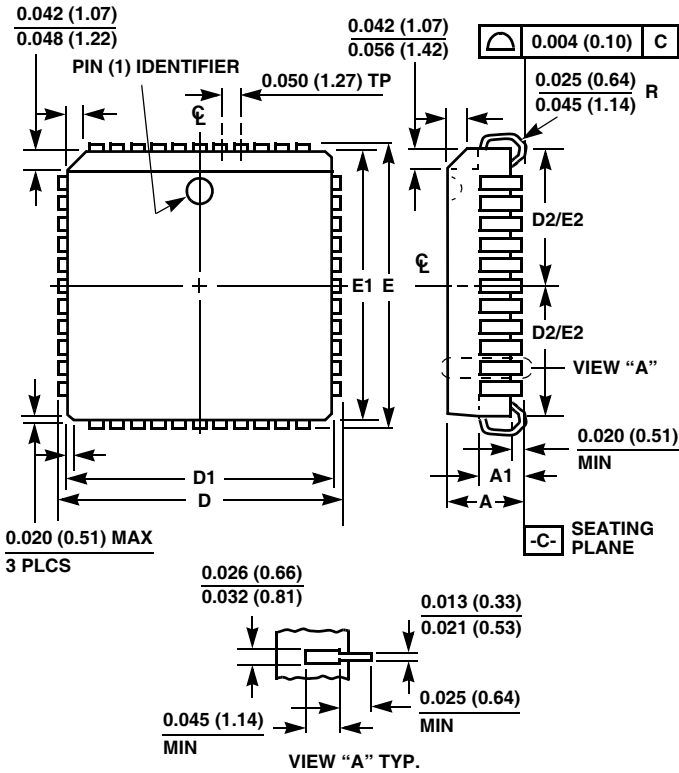 0.042 (1.07)
0.048 (1.22)
PIN (1) IDENTIFIER
0.050 (1.27) TP
℄
0.042 (1.07)
0.056 (1.42)
0.004 (0.10) C
0.025 (0.64)
0.045 (1.14) R
℄
D2/E2
E1 E
D2/E2
VIEW “A”
0.020 (0.51)
MIN
A1
A
D1
D
0.020 (0.51) MAX
3 PLCS
-C- SEATING
PLANE
0.026 (0.66)
0.032 (0.81)
0.013 (0.33)
0.021 (0.53)
0.045 (1.14)
MIN
0.025 (0.64)
MIN
VIEW “A” TYP.